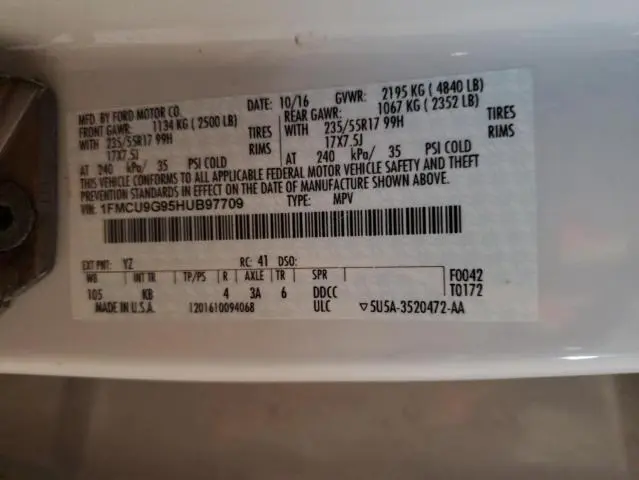 MFD. BY FORD MOTOR CO.
DATE: 10/16 GVWR: 2195 KG ( 4840 LB)
FRONT GAWR: 1134 KG ( 2500 LB)
REAR GAWR: 1067 KG ( 2352 LB)
WITH 235/55R17 99H TIRES
WITH 235/55R17 99H TIRES
17X7.5J RIMS
17X7.5J RIMS
AT 240 kPa/ 35 PSI COLD
AT 240 kPa/ 35 PSI COLD
THIS VEHICLE CONFORMS TO ALL APPLICABLE FEDERAL MOTOR VEHICLE SAFETY AND THEFT
PREVENTION STANDARDS IN EFFECT ON THE DATE OF MANUFACTURE SHOWN ABOVE.
VIN: 1FMCU9G95HUB97709 TYPE: MPV
EXT PNT: YZ RC: 41 DSO: F0042
WB INT TR TP/PS R AXLE TR SPR T0172
105 KB 4 3A 6 DDCC
MADE IN U.S.A. 1201610094068 ULC ▽5U5A-3520472-AA